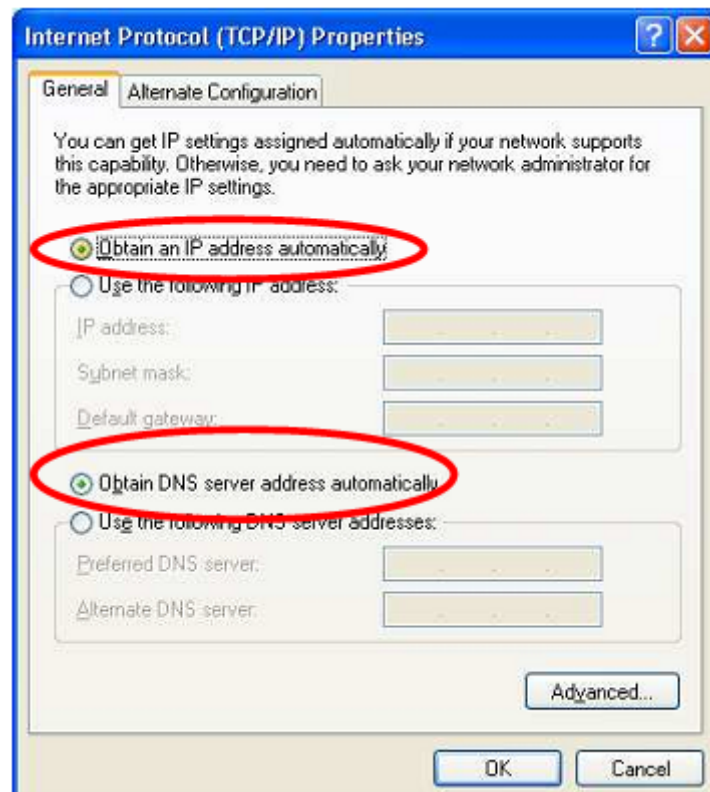 Internet Protocol (TCP/IP) Properties
General
Alternate Configuration
You can get IP settings assigned automatically if your network supports
this capability. Otherwise, you need to ask your network administrator for
the appropriate IP settings.
Obtain an IP address automatically
Use the following IP address:
IP address:
Subnet mask:
Default gateway:
Obtain DNS server address automatically
Use the following DNS server addresses:
Preferred DNS server:
Alternate DNS server:
Advanced...
OK
Cancel